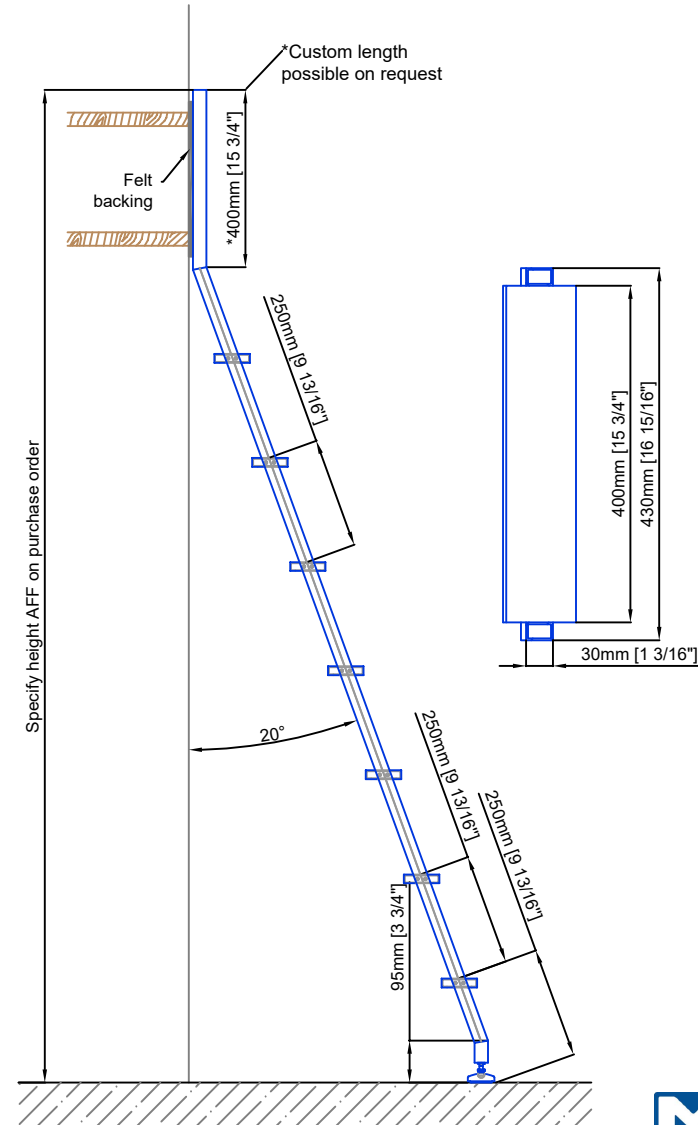 *Custom length
possible on request
Felt
backing
*400mm [15 3/4"]
250mm [9 13/16"]
400mm [15 3/4"]
430mm [16 15/16"]
30mm [1 3/16"]
Specify height AFF on purchase order
20°
250mm [9 13/16"]
250mm [9 13/16"]
95mm [3 3/4"]